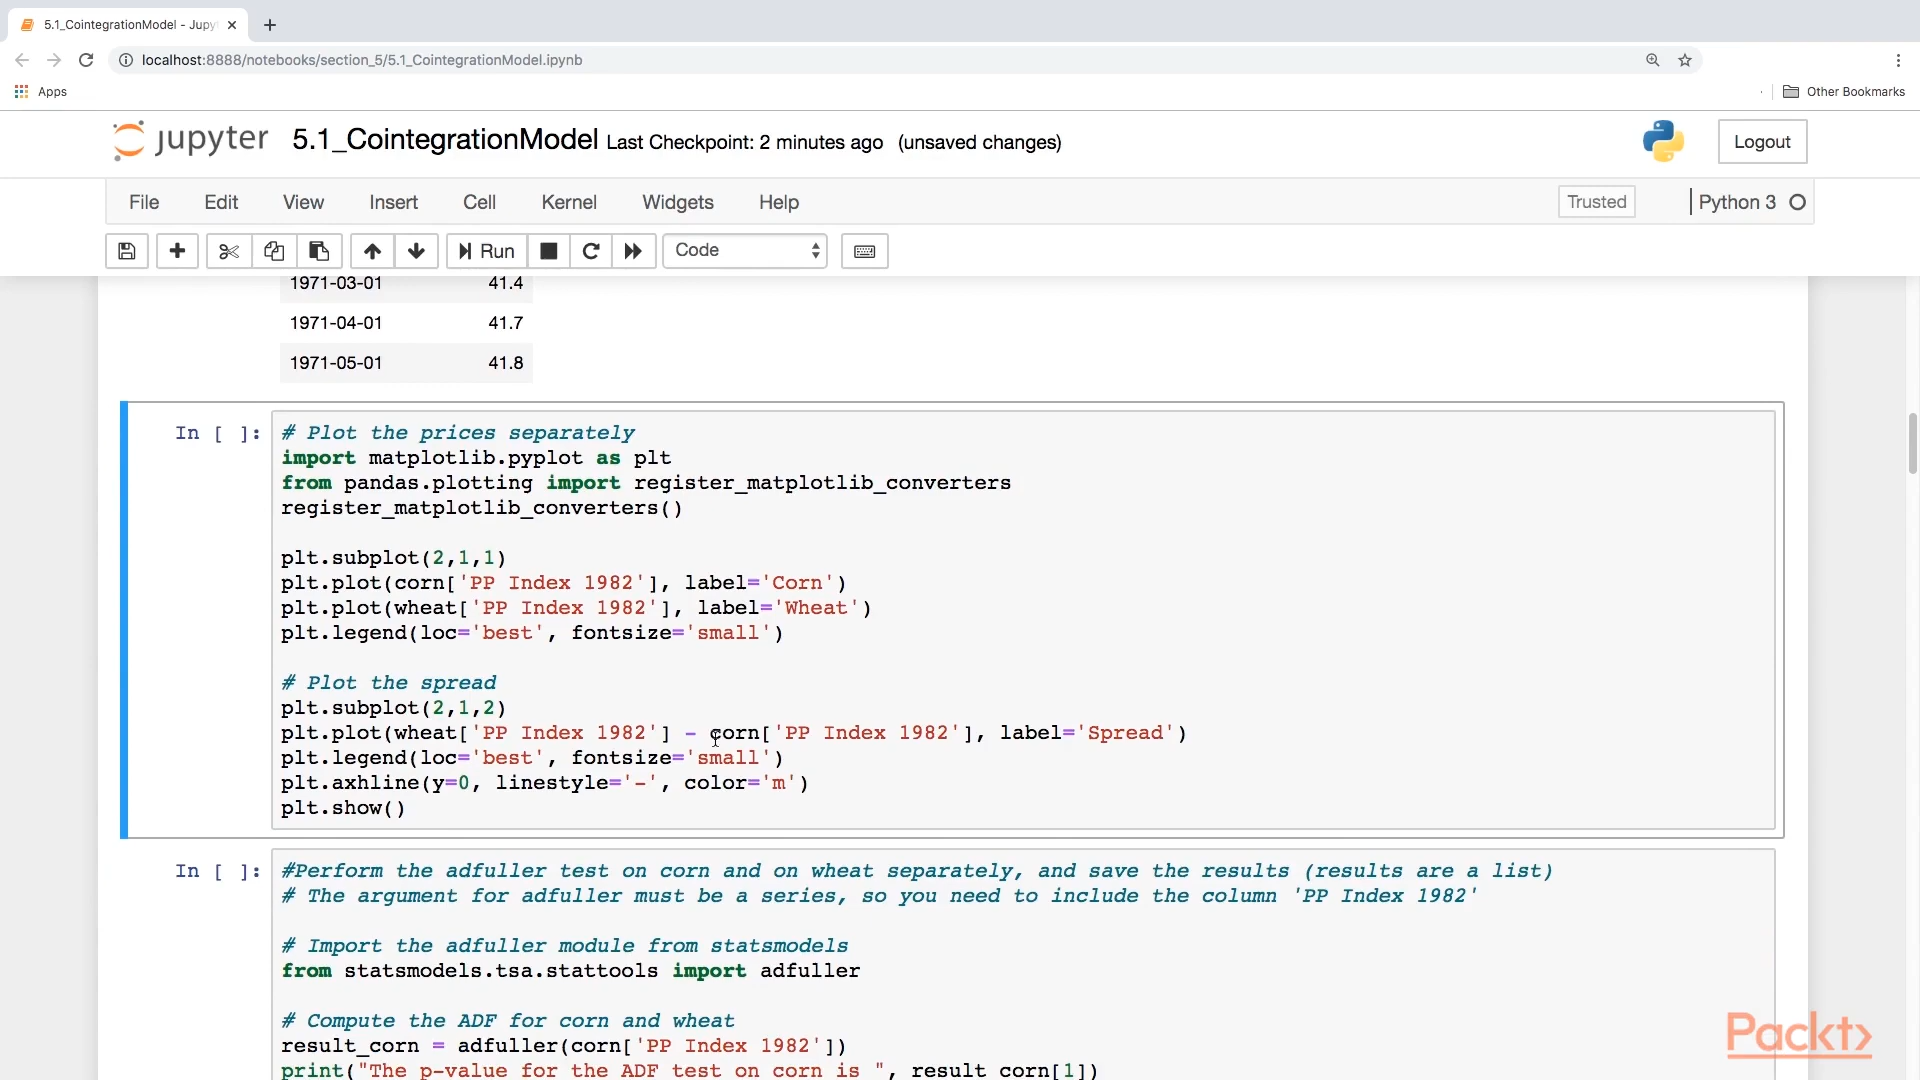 5.1_CointegrationModel - Jupy
localhost:8888/notebooks/section_5/5.1_CointegrationModel.ipynb
Apps
Other Bookmarks
jupyter 5.1_CointegrationModel Last Checkpoint: 2 minutes ago (unsaved changes)
Logout
File Edit View Insert Cell Kernel Widgets Help
Trusted
Python 3
Run
Code
1971-03-01 41.4
1971-04-01 41.7
1971-05-01 41.8
In [ ]:
# Plot the prices separately
import matplotlib.pyplot as plt
from pandas.plotting import register_matplotlib_converters
register_matplotlib_converters()
plt.subplot(2,1,1)
plt.plot(corn['PP Index 1982'], label='Corn')
plt.plot(wheat['PP Index 1982'], label='Wheat')
plt.legend(loc='best', fontsize='small')
# Plot the spread
plt.subplot(2,1,2)
plt.plot(wheat['PP Index 1982'] - corn['PP Index 1982'], label='Spread')
plt.legend(loc='best', fontsize='small')
plt.axhline(y=0, linestyle='-', color='m')
plt.show()
In [ ]:
#Perform the adfuller test on corn and on wheat separately, and save the results (results are a list)
# The argument for adfuller must be a series, so you need to include the column 'PP Index 1982'
# Import the adfuller module from statsmodels
from statsmodels.tsa.stattools import adfuller
# Compute the ADF for corn and wheat
result_corn = adfuller(corn['PP Index 1982'])
print("The p-value for the ADF test on corn is ", result_corn[1])
Packt>